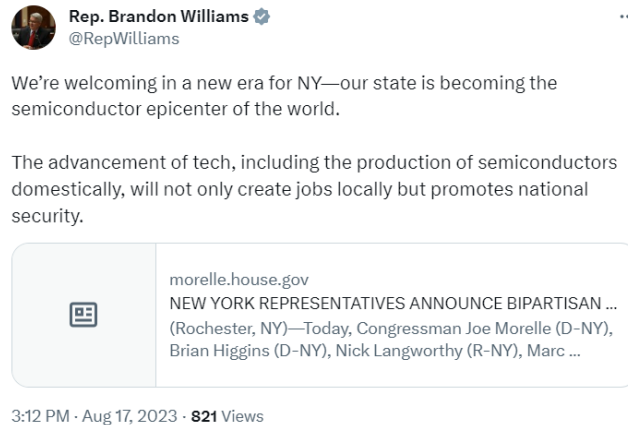 Rep. Brandon Williams
@RepWilliams
We’re welcoming in a new era for NY—our state is becoming the
semiconductor epicenter of the world.
The advancement of tech, including the production of semiconductors
domestically, will not only create jobs locally but promotes national
security.
morelle.house.gov
NEW YORK REPRESENTATIVES ANNOUNCE BIPARTISAN ...
(Rochester, NY)—Today, Congressman Joe Morelle (D-NY),
Brian Higgins (D-NY), Nick Langworthy (R-NY), Marc ...
3:12 PM · Aug 17, 2023 · 821 Views